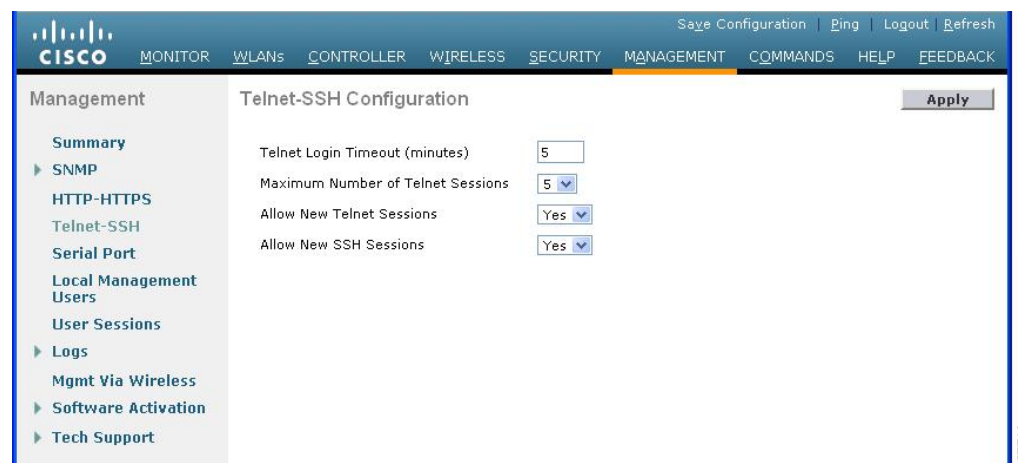 Save Configuration | Ping | Logout | Refresh
CISCO MONITOR WLANs CONTROLLER WIRELESS SECURITY MANAGEMENT COMMANDS HELP FEEDBACK
Management
Summary
SNMP
HTTP-HTTPS
Telnet-SSH
Serial Port
Local Management
Users
User Sessions
Logs
Mgmt Via Wireless
Software Activation
Tech Support
Telnet-SSH Configuration
Apply
Telnet Login Timeout (minutes) 5
Maximum Number of Telnet Sessions 5
Allow New Telnet Sessions Yes
Allow New SSH Sessions Yes